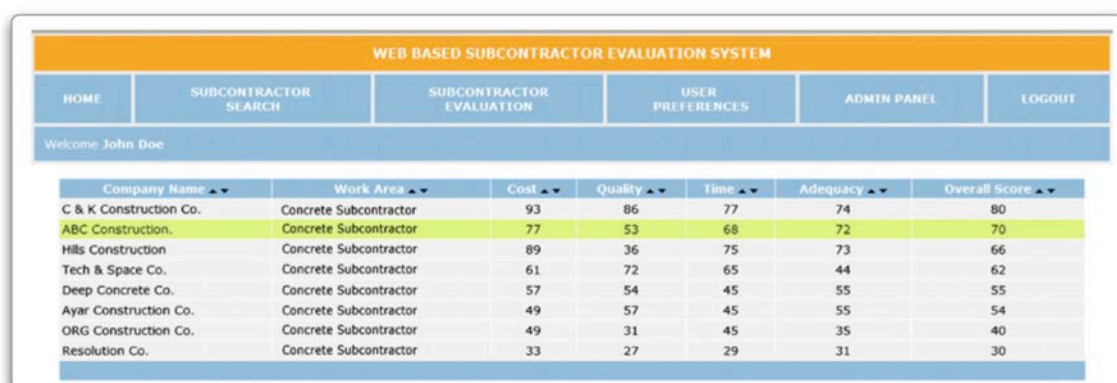 WEB BASED SUBCONTRACTOR EVALUATION SYSTEM
HOME SUBCONTRACTOR SEARCH SUBCONTRACTOR EVALUATION USER PREFERENCES ADMIN PANEL LOGOUT
Welcome John Doe
Company Name Work Area Cost Quality Time Adequacy Overall Score
C & K Construction Co. Concrete Subcontractor 93 86 77 74 80
ABC Construction. Concrete Subcontractor 77 53 68 72 70
Hills Construction Concrete Subcontractor 89 36 75 73 66
Tech & Space Co. Concrete Subcontractor 61 72 65 44 62
Deep Concrete Co. Concrete Subcontractor 57 54 45 55 55
Ayar Construction Co. Concrete Subcontractor 49 57 45 55 54
ORG Construction Co. Concrete Subcontractor 49 31 45 35 40
Resolution Co. Concrete Subcontractor 33 27 29 31 30